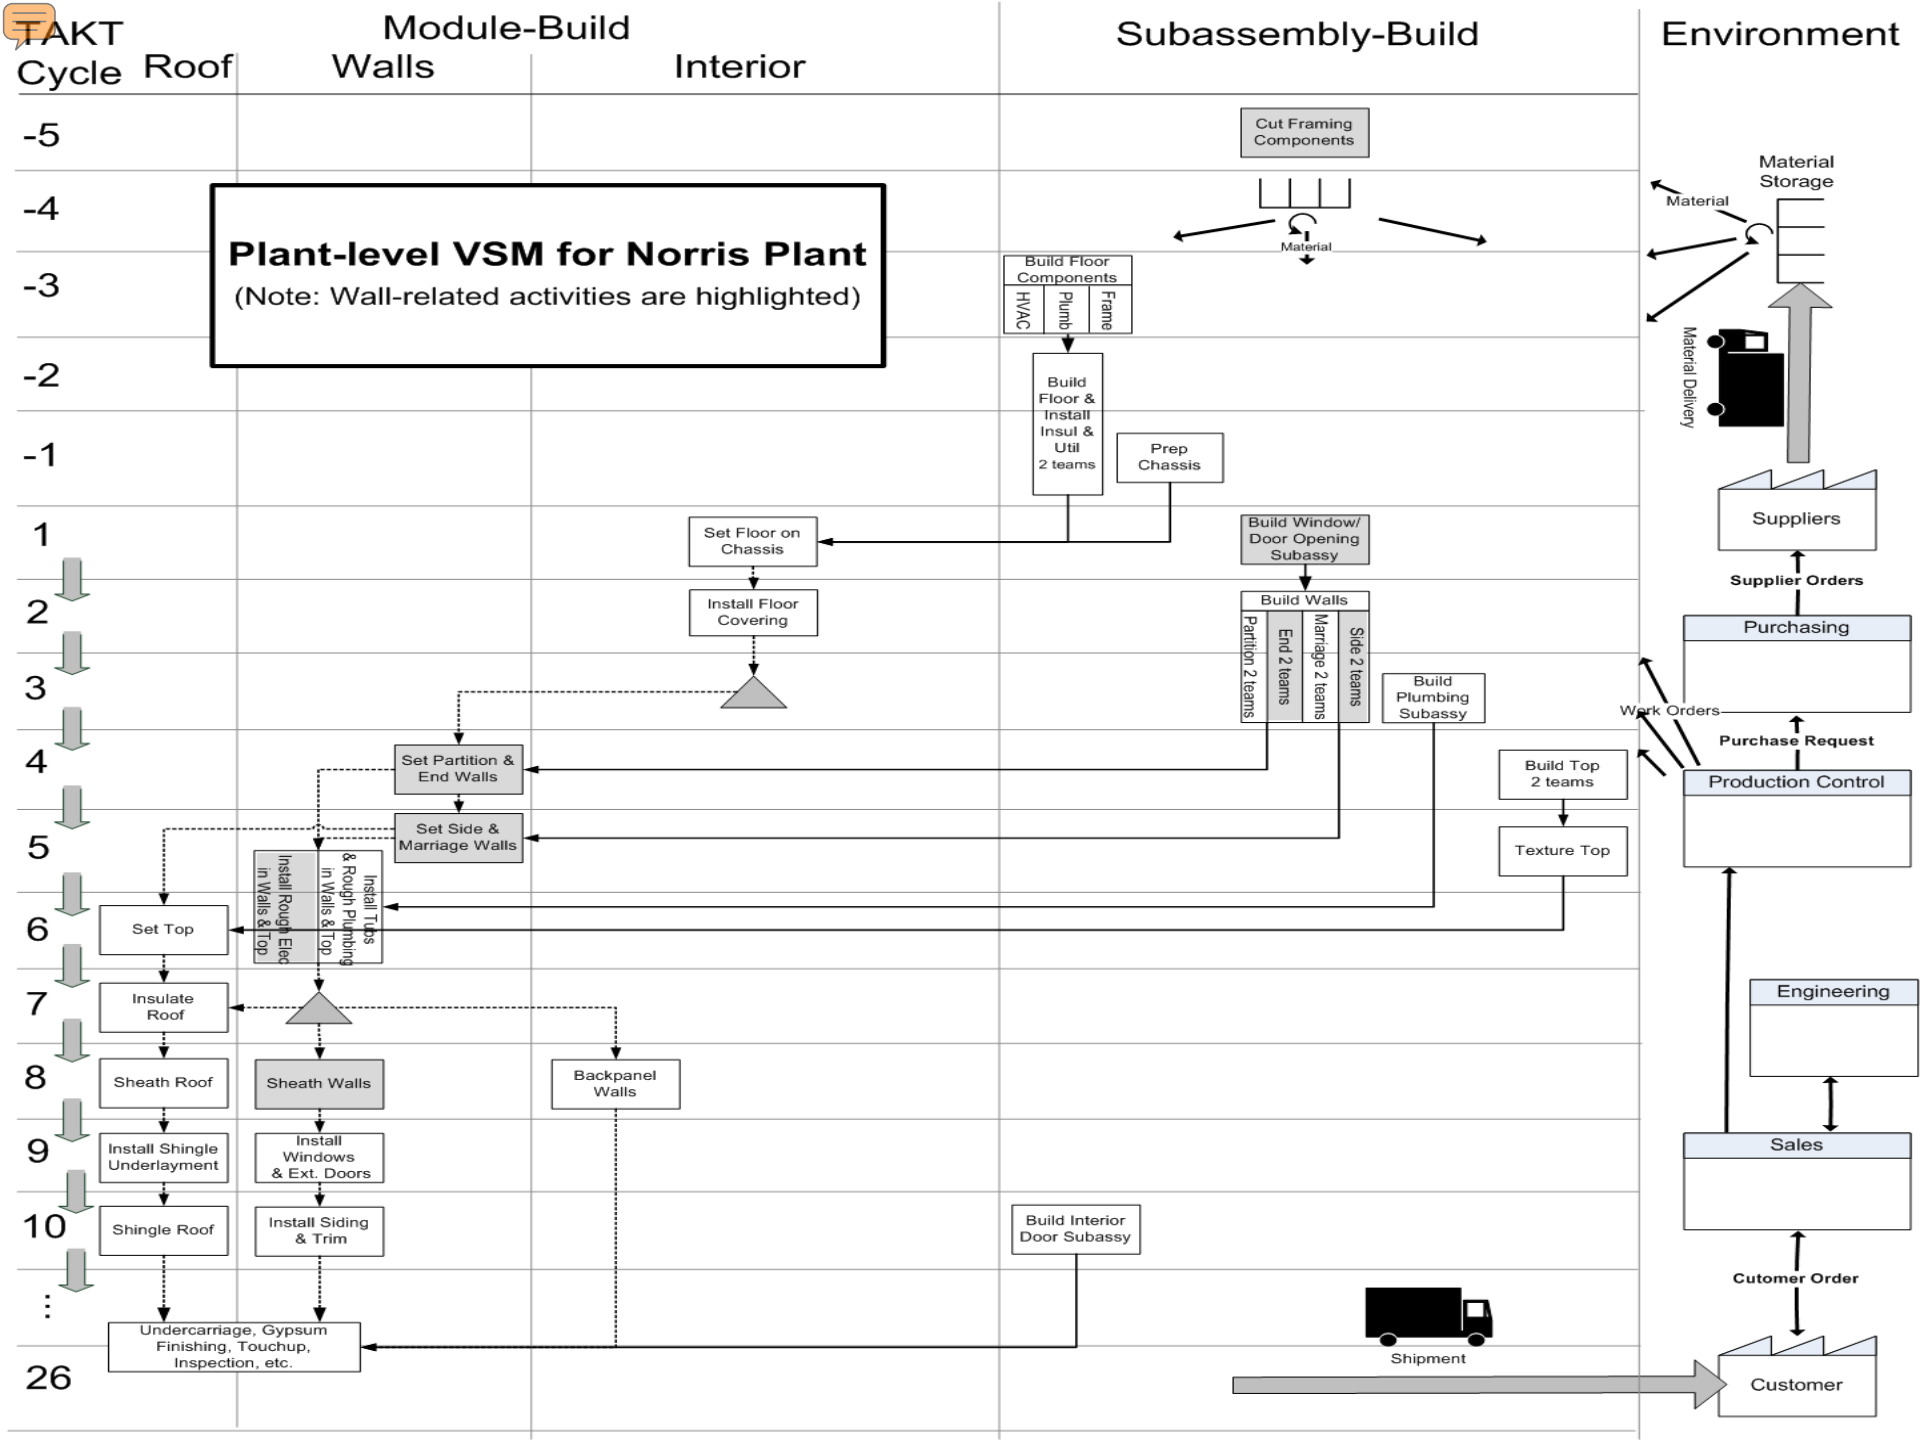 TAKT
Cycle
Module-Build
Roof
Walls
Interior
Subassembly-Build
Environment
-5
Cut Framing
Components
-4
Plant-level VSM for Norris Plant
(Note: Wall-related activities are highlighted)
Material
Material
Storage
Material
-3
Build Floor
Components
HVAC
Plumb
Frame
Material Delivery
-2
Build
Floor &
Install
Insul &
Util
2 teams
-1
Prep
Chassis
Suppliers
1
Set Floor on
Chassis
Build Window/
Door Opening
Subassy
Supplier Orders
2
Install Floor
Covering
Build Walls
Partition 2 teams
End 2 teams
Marriage 2 teams
Side 2 teams
Purchasing
3
Build
Plumbing
Subassy
Work Orders
Purchase Request
4
Set Partition &
End Walls
Build Top
2 teams
Production Control
5
Set Side &
Marriage Walls
Texture Top
Install Rough Elec
in Walls & Top
Install Tubs
& Rough Plumbing
in Walls & Top
6
Set Top
7
Insulate
Roof
Engineering
8
Sheath Roof
Sheath Walls
Backpanel
Walls
9
Install Shingle
Underlayment
Install
Windows
& Ext. Doors
Sales
10
Shingle Roof
Install Siding
& Trim
Build Interior
Door Subassy
Cutomer Order
...
Undercarriage, Gypsum
Finishing, Touchup,
Inspection, etc.
Shipment
26
Customer